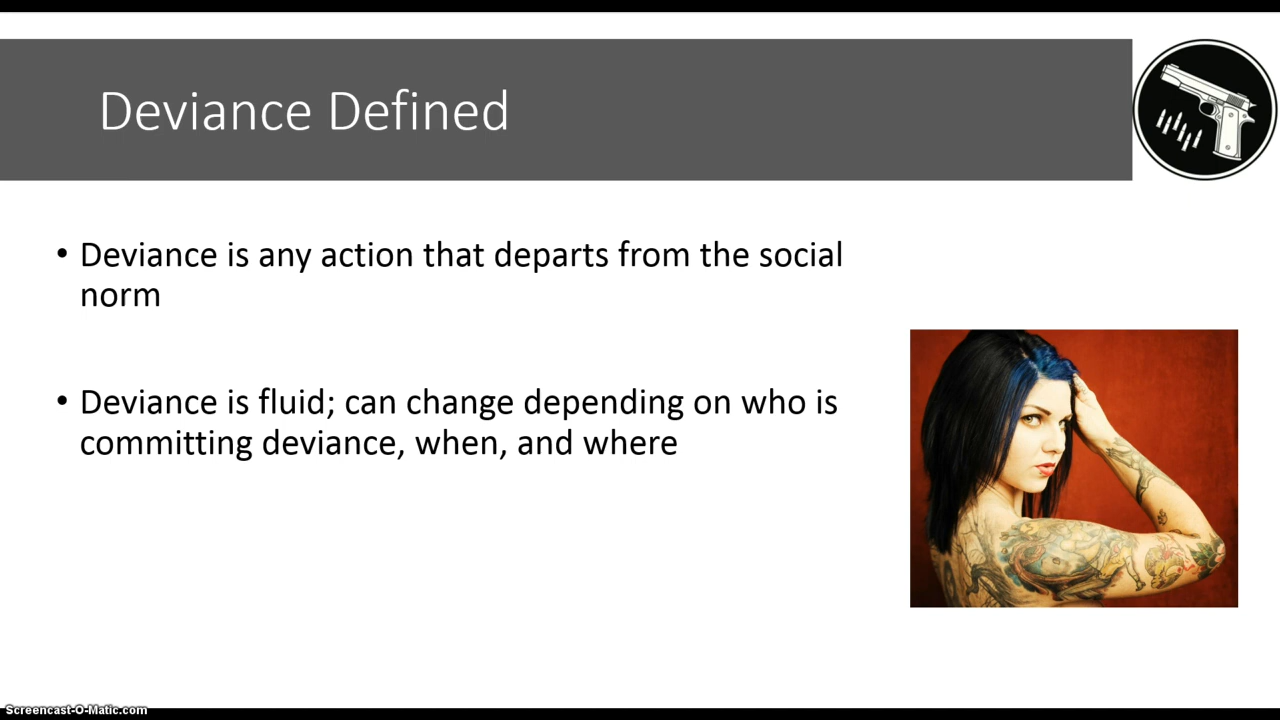 Deviance Defined
• Deviance is any action that departs from the social
norm
• Deviance is fluid; can change depending on who is
committing deviance, when, and where
Screencast-O-Matic.com